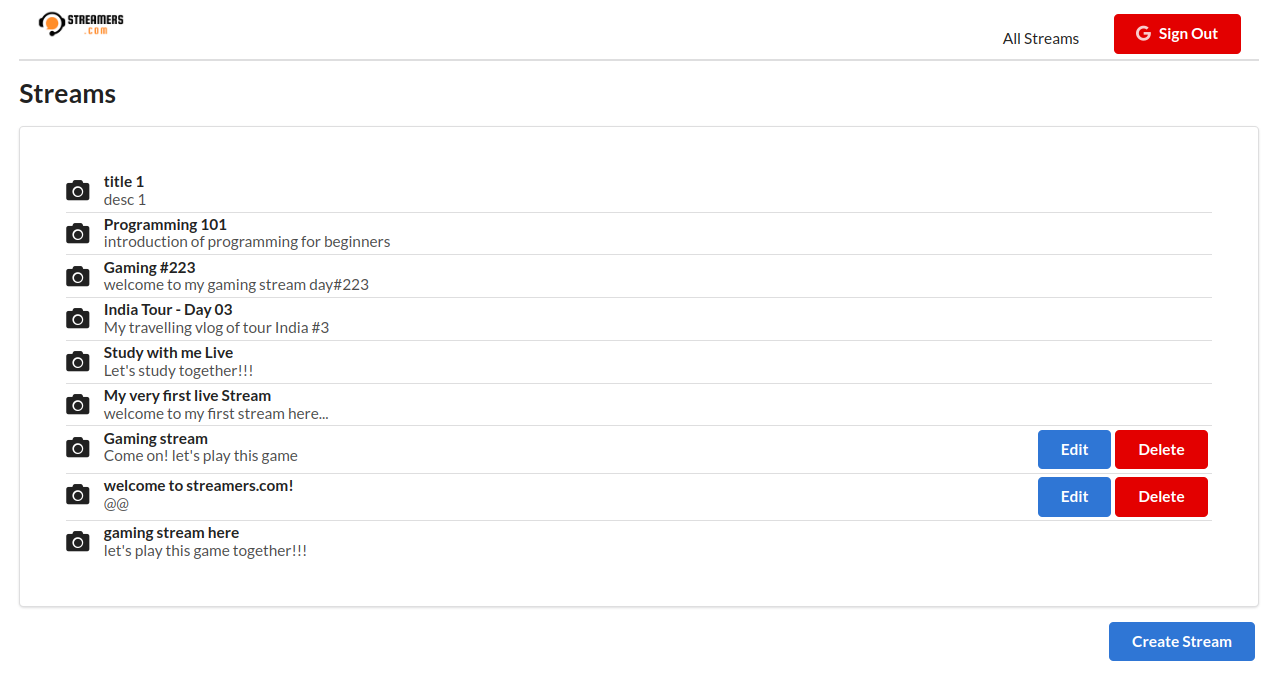 STREAMERS
.COM
All Streams
Sign Out
Streams
title 1
desc 1
Programming 101
introduction of programming for beginners
Gaming #223
welcome to my gaming stream day#223
India Tour - Day 03
My travelling vlog of tour India #3
Study with me Live
Let's study together!!!
My very first live Stream
welcome to my first stream here...
Gaming stream
Come on! let's play this game
Edit
Delete
welcome to streamers.com!
@@
Edit
Delete
gaming stream here
let's play this game together!!!
Create Stream